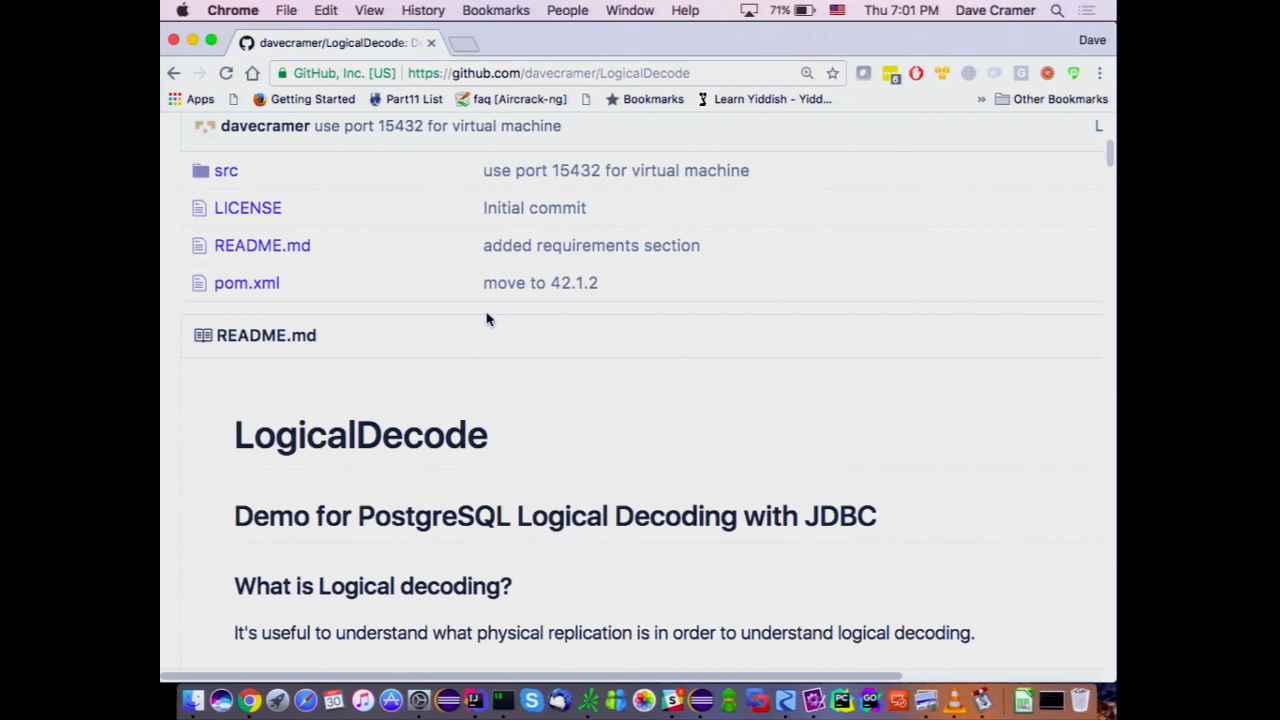 Chrome File Edit View History Bookmarks People Window Help 71% Thu 7:01 PM Dave Cramer
davecramer/LogicalDecode: D Dave
GitHub, Inc. [US] https://github.com/davecramer/LogicalDecode
Apps Getting Started Part11 List faq [Aircrack-ng] Bookmarks Learn Yiddish - Yidd... » Other Bookmarks
davecramer use port 15432 for virtual machine L
src use port 15432 for virtual machine
LICENSE Initial commit
README.md added requirements section
pom.xml move to 42.1.2
README.md
LogicalDecode
Demo for PostgreSQL Logical Decoding with JDBC
What is Logical decoding?
It's useful to understand what physical replication is in order to understand logical decoding.